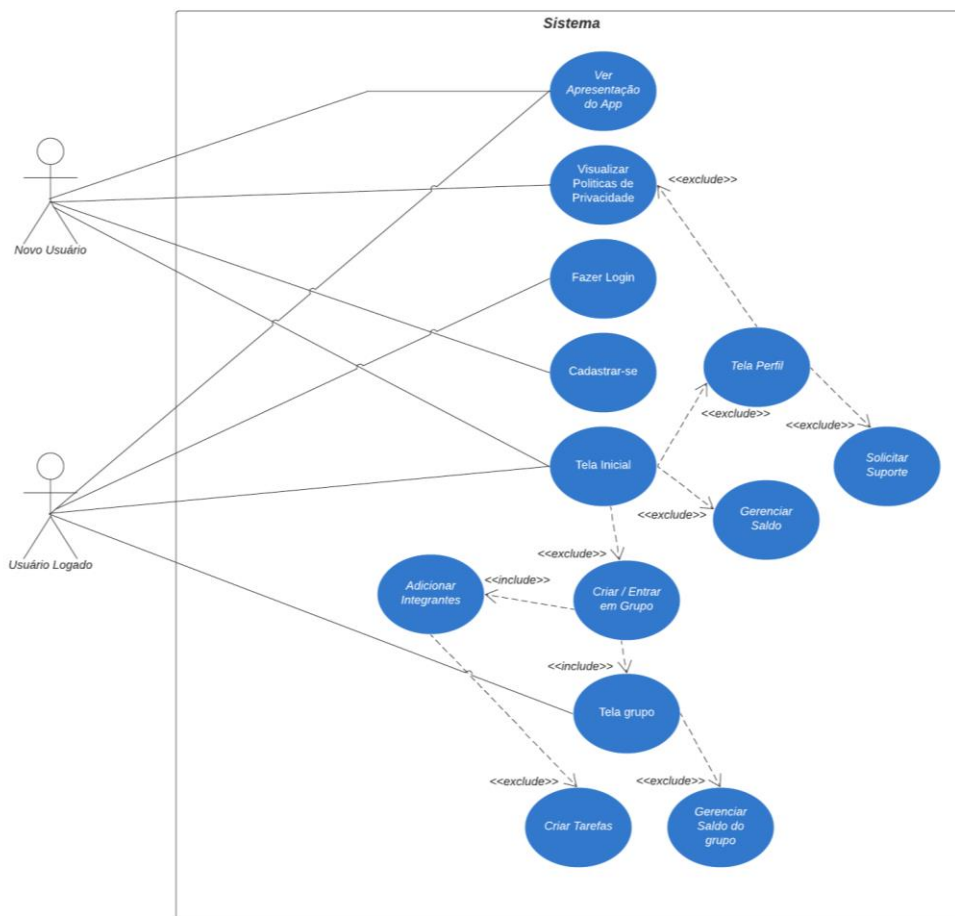 Sistema
Ver
Apresentação
do App
Visualizar
Políticas de
Privacidade
<<exclude>>
Novo Usuário
Fazer Login
Cadastrar-se
Tela Perfil
<<exclude>>
<<exclude>>
Tela Inicial
Solicitar
Suporte
<<exclude>>
Gerenciar
Saldo
Usuário Logado
<<exclude>>
Adicionar
Integrantes
<<include>>
Criar / Entrar
em Grupo
<<include>>
Tela grupo
<<exclude>>
<<exclude>>
Criar Tarefas
Gerenciar
Saldo do
grupo